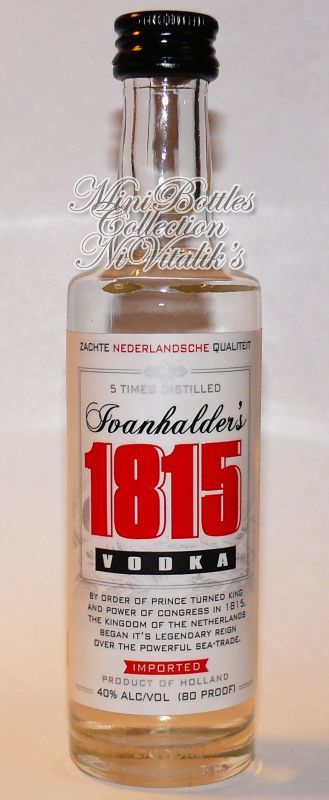 MiniBottles
Collection
NiVitalik's
ZACHTE NEDERLANDSCHE QUALITEIT
5 TIMES DISTILLED
Ivanhalder's
1815
VODKA
BY ORDER OF PRINCE TURNED KING
AND POWER OF CONGRESS IN 1815,
THE KINGDOM OF THE NETHERLANDS
BEGAN IT'S LEGENDARY REIGN
OVER THE POWERFUL SEA-TRADE.
IMPORTED
PRODUCT OF HOLLAND
40% ALC/VOL (80 PROOF)